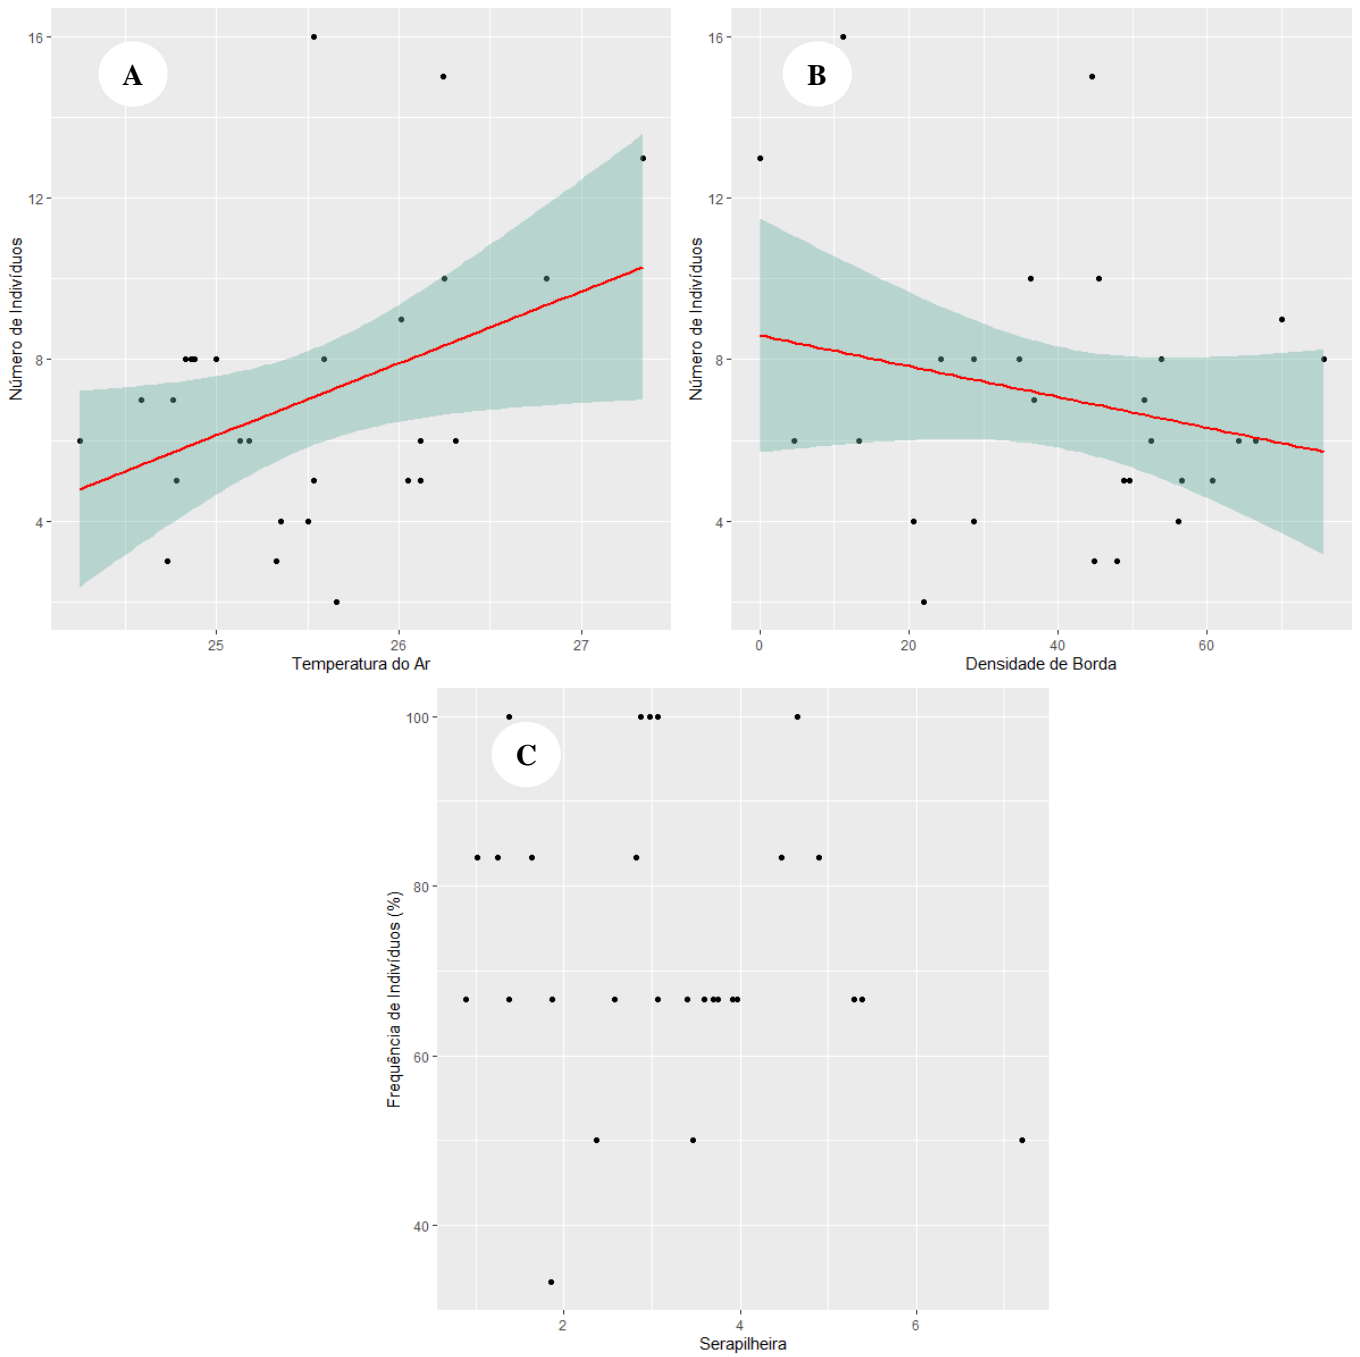 A
16
12
8
4
Número de Indivíduos
25
26
27
Temperatura do Ar
B
16
12
8
4
Número de Indivíduos
0
20
40
60
Densidade de Borda
C
100
80
60
40
Frequência de Indivíduos (%)
2
4
6
Serapilheira